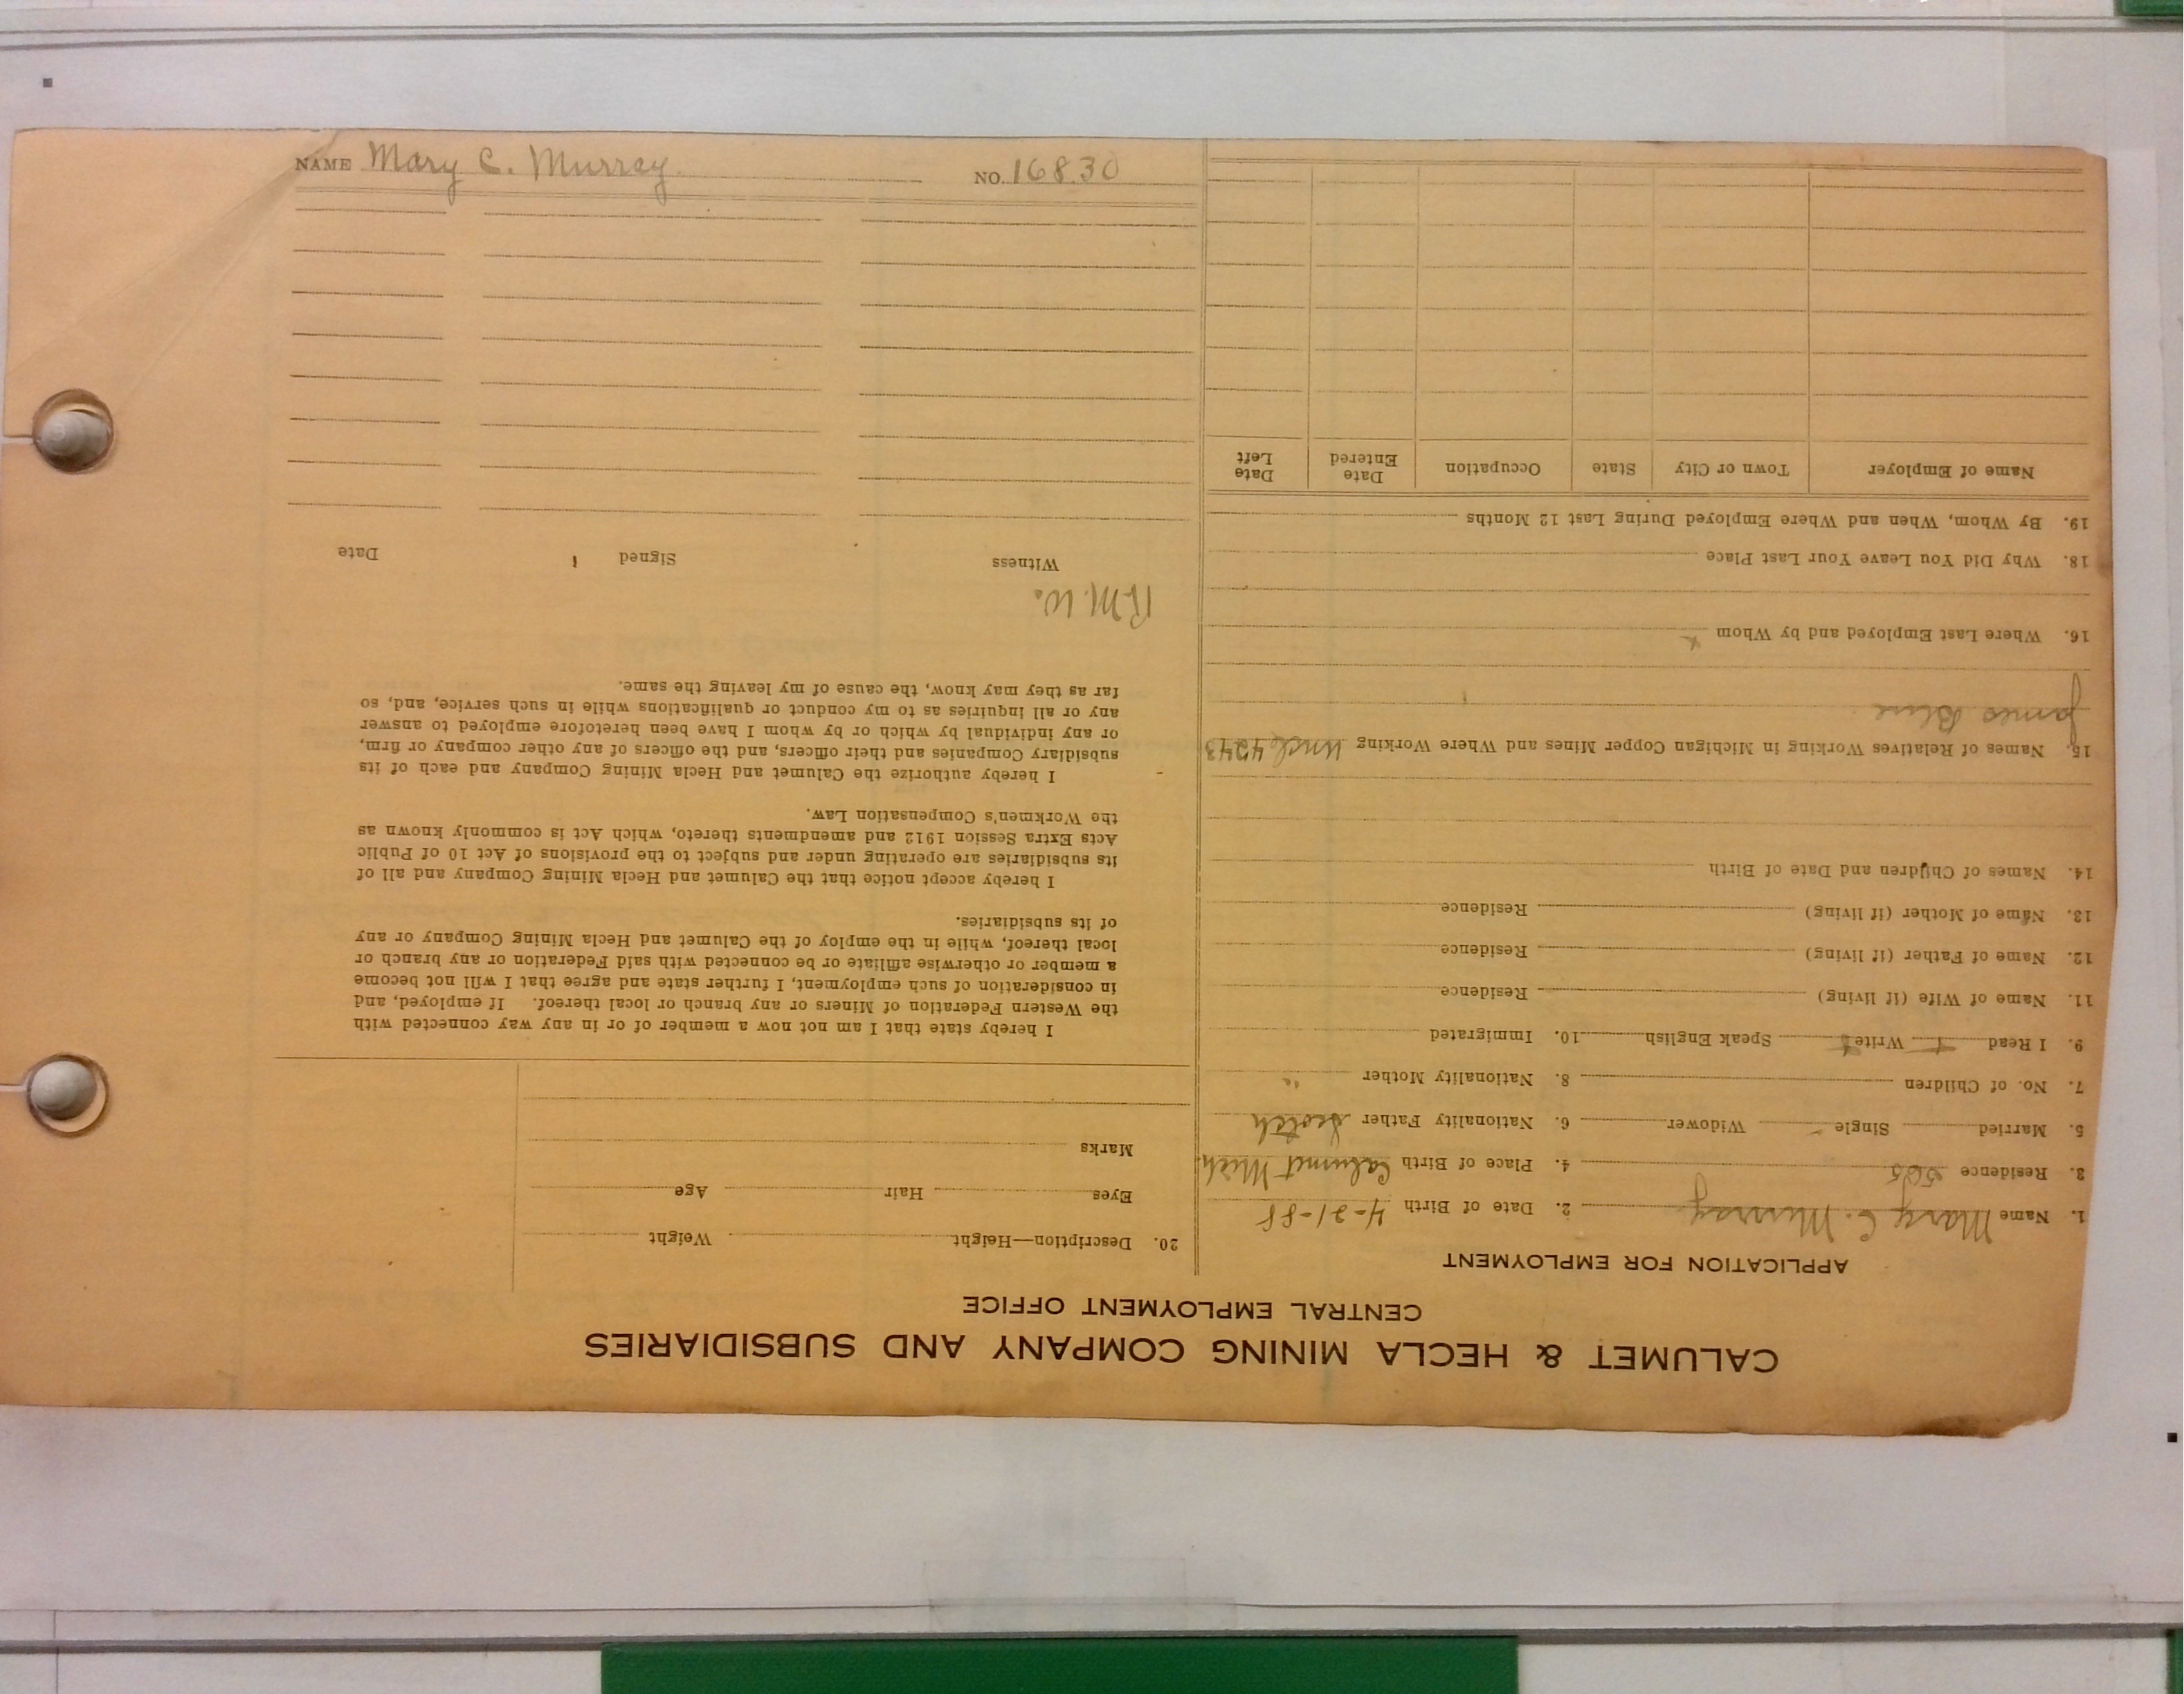 NAME Mary C. Murray NO. 16830
CALUMET & HECLA MINING COMPANY AND SUBSIDIARIES
CENTRAL EMPLOYMENT OFFICE
APPLICATION FOR EMPLOYMENT
1. Name Mary C. Murray 2. Date of Birth 4-21-88
3. Residence 565 4. Place of Birth Calumet Mich.
5. Married Single Widower 6. Nationality Father Scotch
7. No. of Children 8. Nationality Mother "
9. I Read Write Speak English 10. Immigrated
11. Name of Wife (if living) Residence
12. Name of Father (if living) Residence
13. Name of Mother (if living) Residence
14. Names of Children and Date of Birth
15. Names of Relatives Working in Michigan Copper Mines and Where Working Uncle 4243
James Blue
16. Where Last Employed and by Whom
18. Why Did You Leave Your Last Place
19. By Whom, When and Where Employed During Last 12 Months
Name of Employer Town or City State Occupation Date Entered Date Left
20. Description—Height Weight
Eyes Hair Age
Marks
I hereby state that I am not now a member of or in any way connected with
the Western Federation of Miners or any branch or local thereof. If employed, and
in consideration of such employment, I further state and agree that I will not become
a member or otherwise affiliate or be connected with said Federation or any branch or
local thereof, while in the employ of the Calumet and Hecla Mining Company or any
of its subsidiaries.
I hereby accept notice that the Calumet and Hecla Mining Company and all of
its subsidiaries are operating under and subject to the provisions of Act 10 of Public
Acts Extra Session 1912 and amendments thereto, which Act is commonly known as
the Workmen's Compensation Law.
I hereby authorize the Calumet and Hecla Mining Company and each of its
subsidiary Companies and their officers, and the officers of any other company or firm,
or any individual by which or by whom I have been heretofore employed to answer
any or all inquiries as to my conduct or qualifications while in such service, and, so
far as they may know, the cause of my leaving the same.
R.M.W.
Witness Signed Date